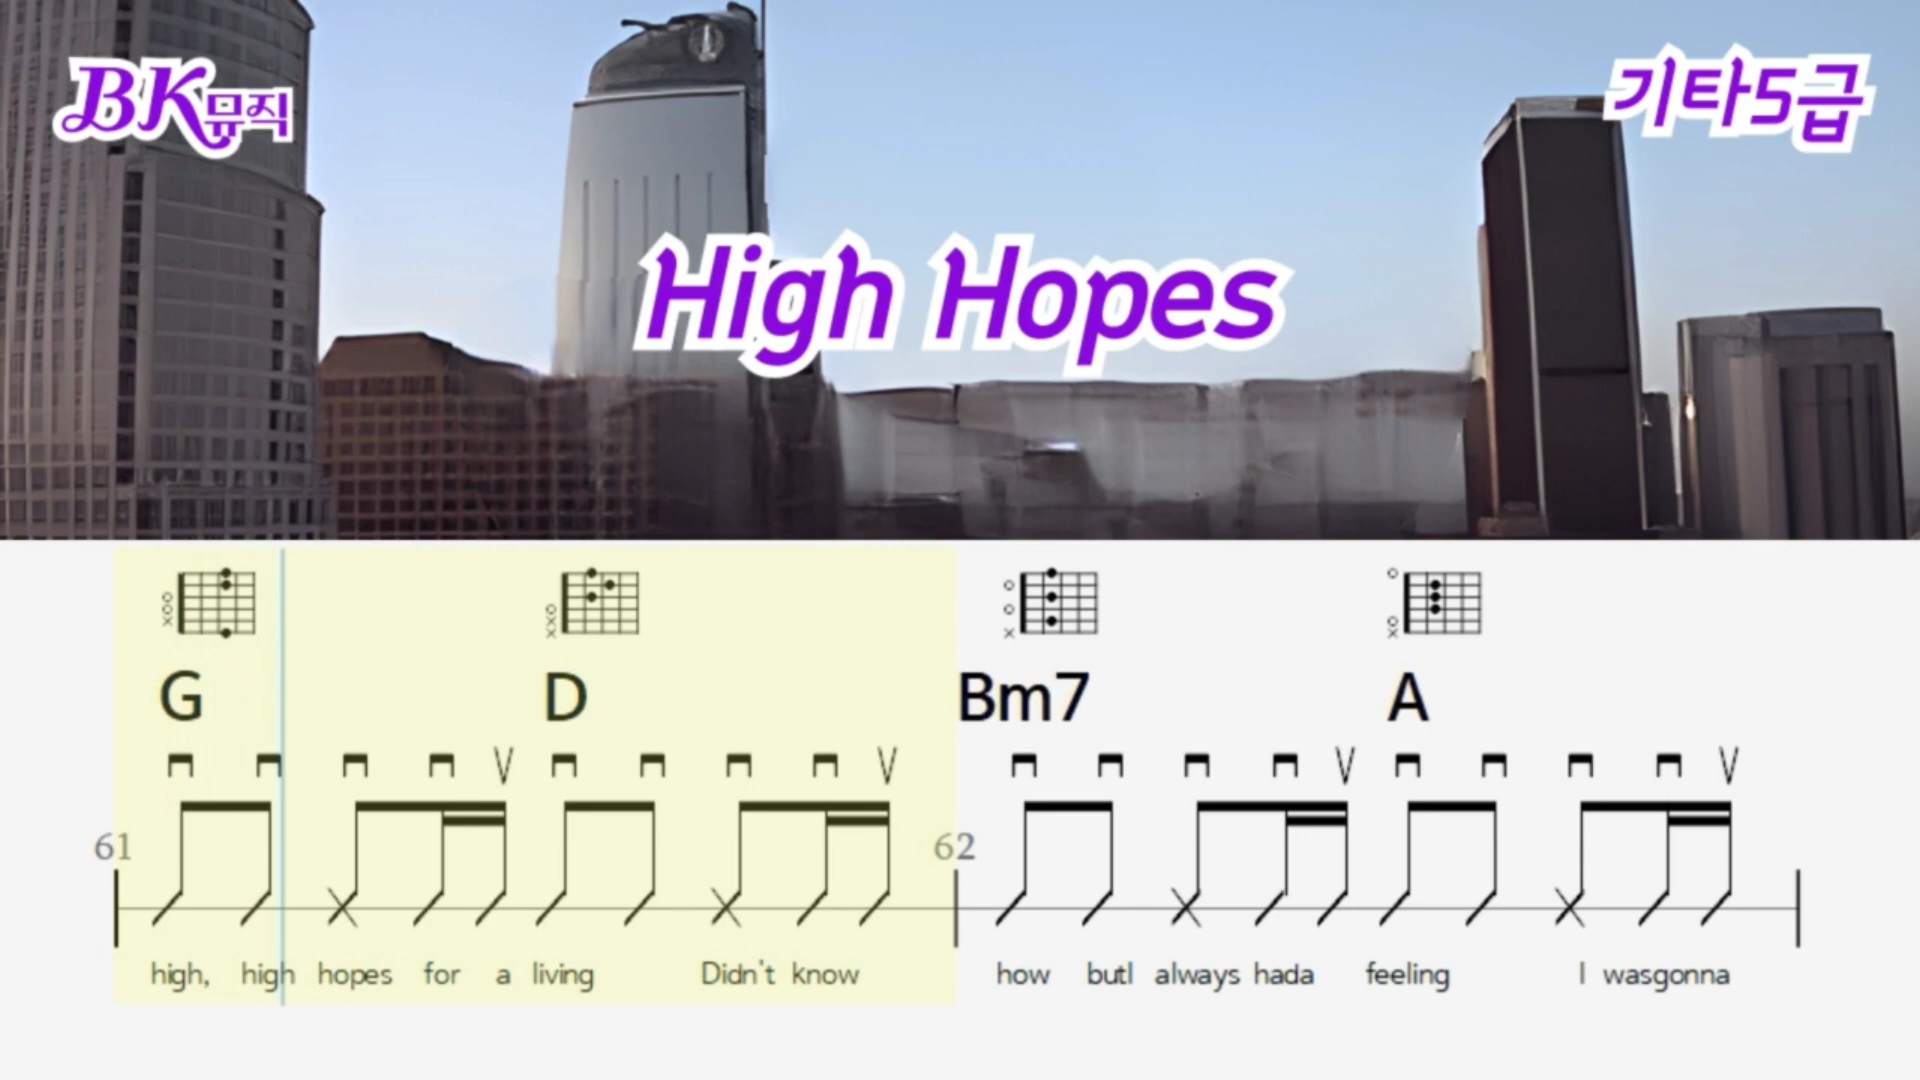 BK뮤직
기타5급
High Hopes
G D Bm7 A
61 62
high, high hopes for a living Didn't know how butI always hada feeling I wasgonna